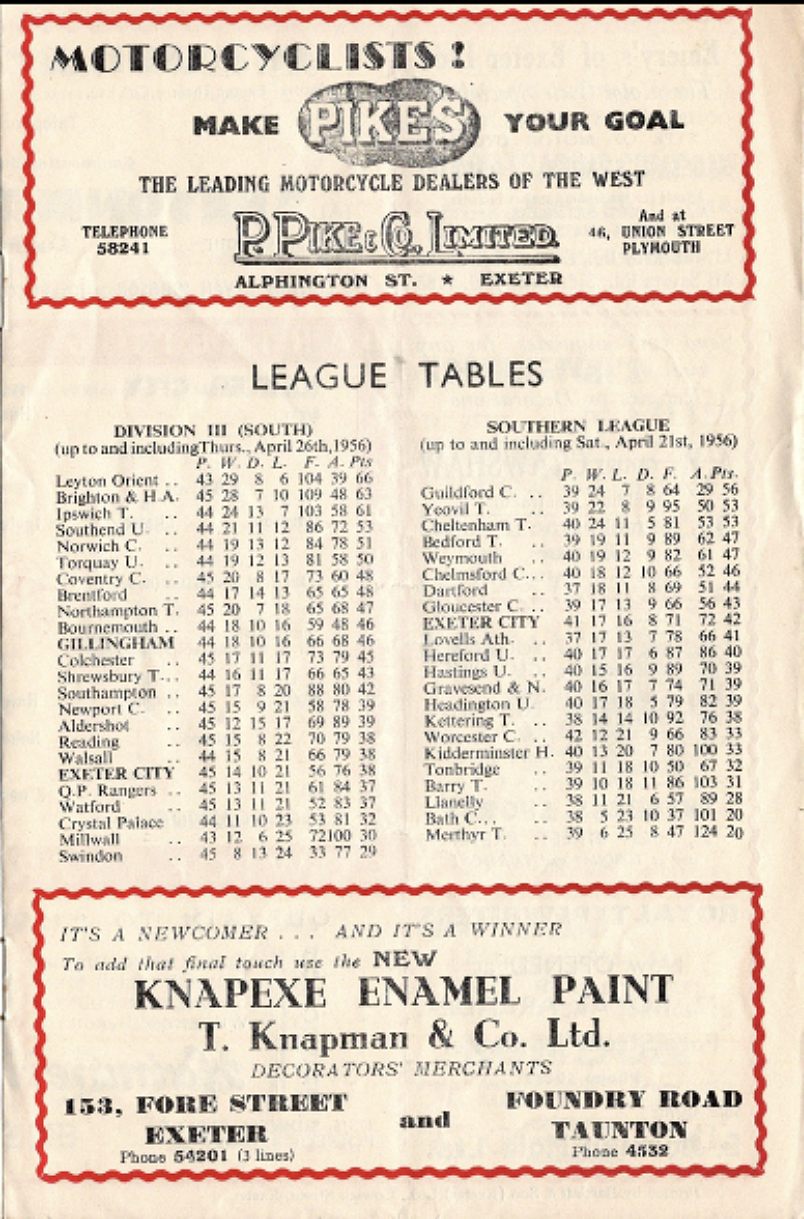 MOTORCYCLISTS !
MAKE PIKES YOUR GOAL
THE LEADING MOTORCYCLE DEALERS OF THE WEST
TELEPHONE
58241
P. PIKE & Co. LIMITED
And at
46, UNION STREET
PLYMOUTH
ALPHINGTON ST. * EXETER
LEAGUE TABLES
DIVISION III (SOUTH)
(up to and includingThurs., April 26th,1956)
P. W. D. L. F. A. Pts
Leyton Orient .. 43 29 8 6 104 39 66
Brighton & H.A. 45 28 7 10 109 48 63
Ipswich T. .. 44 24 13 7 103 58 61
Southend U. .. 44 21 11 12 86 72 53
Norwich C. .. 44 19 13 12 84 78 51
Torquay U. .. 44 19 12 13 81 58 50
Coventry C. .. 45 20 8 17 73 60 48
Brentford .. 44 17 14 13 65 65 48
Northampton T. 45 20 7 18 65 68 47
Bournemouth .. 44 18 10 16 59 48 46
GILLINGHAM 44 18 10 16 66 68 46
Colchester .. 45 17 11 17 73 79 45
Shrewsbury T... 44 16 11 17 66 65 43
Southampton .. 45 17 8 20 88 80 42
Newport C. .. 45 15 9 21 58 78 39
Aldershot .. 45 12 15 17 69 89 39
Reading .. 45 15 8 22 70 79 38
Walsall .. 44 15 8 21 66 79 38
EXETER CITY 45 14 10 21 56 76 38
Q.P. Rangers .. 45 13 11 21 61 84 37
Watford .. 45 13 11 21 52 83 37
Crystal Palace 44 11 10 23 53 81 32
Millwall .. 43 12 6 25 72 100 30
Swindon .. 45 8 13 24 33 77 29
SOUTHERN LEAGUE
(up to and including Sat., April 21st, 1956)
P. W. L. D. F. A. Pts.
Guildford C. .. 39 24 7 8 64 29 56
Yeovil T. .. 39 22 8 9 95 50 53
Cheltenham T. 40 24 11 5 81 53 53
Bedford T. .. 39 19 11 9 89 62 47
Weymouth .. 40 19 12 9 82 61 47
Chelmsford C... 40 18 12 10 66 52 46
Dartford .. 37 18 11 8 69 51 44
Gloucester C. .. 39 17 13 9 66 56 43
EXETER CITY 41 17 16 8 71 72 42
Lovells Ath. .. 37 17 13 7 78 66 41
Hereford U. .. 40 17 17 6 87 86 40
Hastings U. .. 40 15 16 9 89 70 39
Gravesend & N. 40 16 17 7 74 71 39
Headington U. 40 17 18 5 79 82 39
Kettering T. .. 38 14 14 10 92 76 38
Worcester C. .. 42 12 21 9 66 83 33
Kidderminster H. 40 13 20 7 80 100 33
Tonbridge .. 39 11 18 10 50 67 32
Barry T. .. 39 10 18 11 86 103 31
Llanelly .. 38 11 21 6 57 89 28
Bath C... .. 38 5 23 10 37 101 20
Merthyr T. .. 39 6 25 8 47 124 20
IT'S A NEWCOMER . . . AND IT'S A WINNER
To add that final touch use the NEW
KNAPEXE ENAMEL PAINT
T. Knapman & Co. Ltd.
DECORATORS' MERCHANTS
153, FORE STREET
EXETER
Phone 54201 (3 lines)
and
FOUNDRY ROAD
TAUNTON
Phone 4532